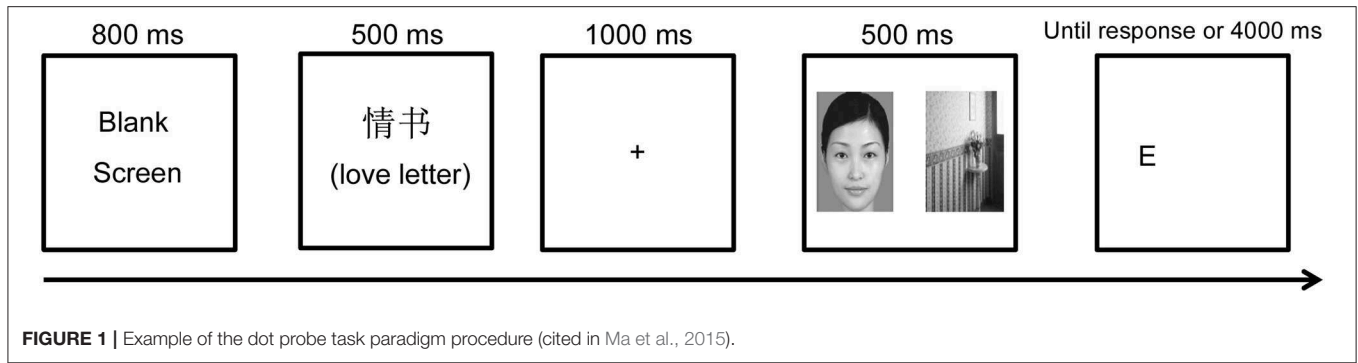 800 ms
500 ms
1000 ms
500 ms
Until response or 4000 ms
Blank
Screen
情书
(love letter)
+
E
FIGURE 1 | Example of the dot probe task paradigm procedure (cited in Ma et al., 2015).